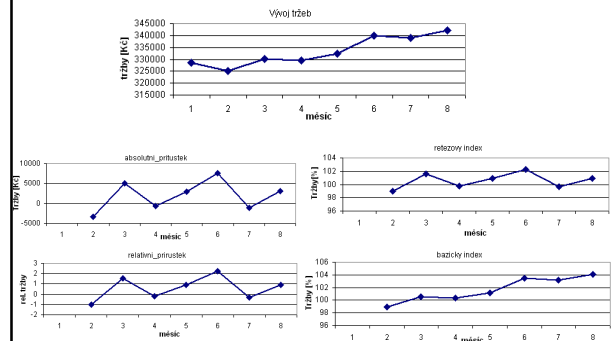 Vývoj tržeb
tržby [Kč]
345000
340000
335000
330000
325000
320000
315000
1 2 3 4 5 6 7 8
měsíc
absolutni_pritustek
Tržby [Kč]
10000
5000
0
-5000
1 2 3 4 5 6 7 8
měsíc
retezovy index
Tržby[%]
104
102
100
98
96
1 2 3 4 5 6 7 8
měsíc
relativni_prirustek
rel.tržby
3
2
1
0
-1
-2
1 2 3 4 5 6 7 8
měsíc
bazicky index
Tržby [%]
106
104
102
100
98
96
1 2 3 4 5 6 7 8
měsíc